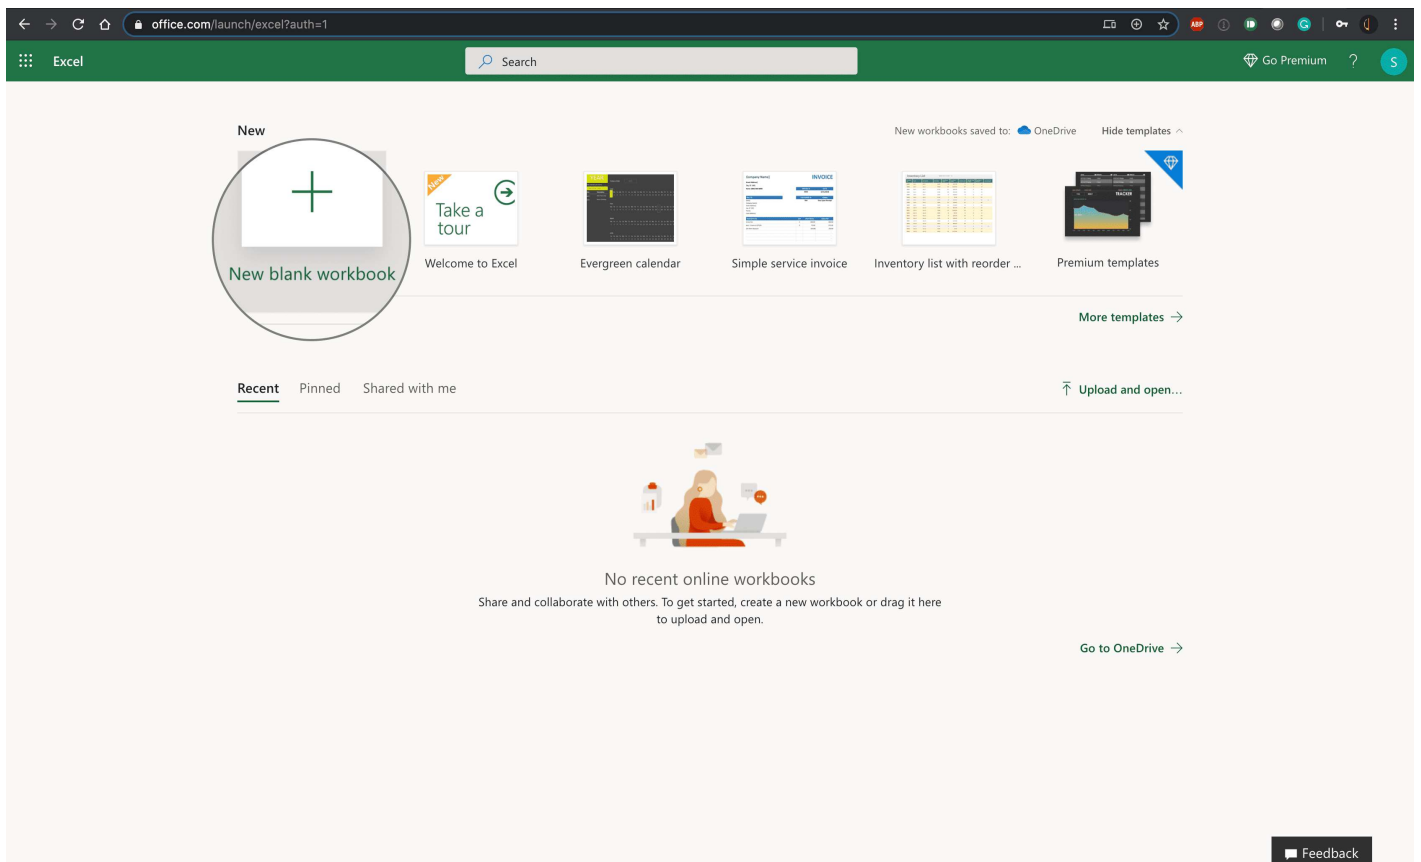 office.com/launch/excel?auth=1
ABP
Excel
Search
Go Premium
?
S
New
New workbooks saved to: OneDrive
Hide templates
New
Take a
tour
INVOICE
TRACKER
New blank workbook
Welcome to Excel
Evergreen calendar
Simple service invoice
Inventory list with reorder ...
Premium templates
More templates
Recent Pinned Shared with me
Upload and open...
No recent online workbooks
Share and collaborate with others. To get started, create a new workbook or drag it here
to upload and open.
Go to OneDrive
Feedback